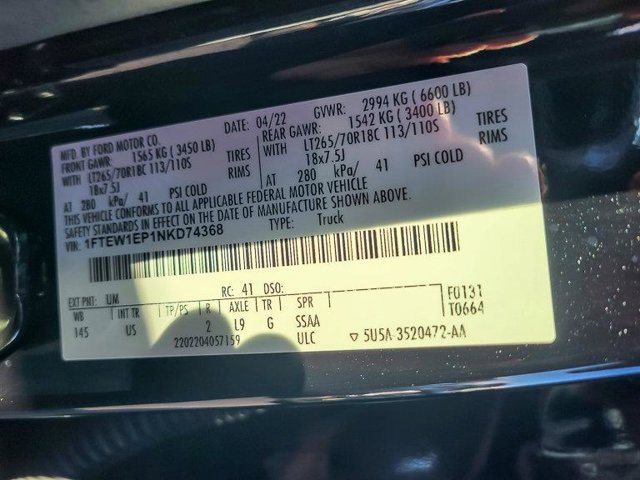 MFD. BY FORD MOTOR CO. DATE: 04/22 GVWR: 2994 KG ( 6600 LB)
FRONT GAWR: 1565 KG ( 3450 LB) REAR GAWR: 1542 KG ( 3400 LB)
WITH LT265/70R18C 113/110S TIRES WITH LT265/70R18C 113/110S TIRES
18x7.5J RIMS 18x7.5J RIMS
AT 280 kPa/ 41 PSI COLD AT 280 kPa/ 41 PSI COLD
THIS VEHICLE CONFORMS TO ALL APPLICABLE FEDERAL MOTOR VEHICLE
SAFETY STANDARDS IN EFFECT ON THE DATE OF MANUFACTURE SHOWN ABOVE.
VIN: 1FTEW1EP1NKD74368 TYPE: Truck
EXT PNT: UM RC: 41 DSO: F0131
WB INT TR TP/PS R AXLE TR SPR T0664
145 US 2 L9 G SSAA
2202204057159 ULC ▽ 5U5A-3520472-AA